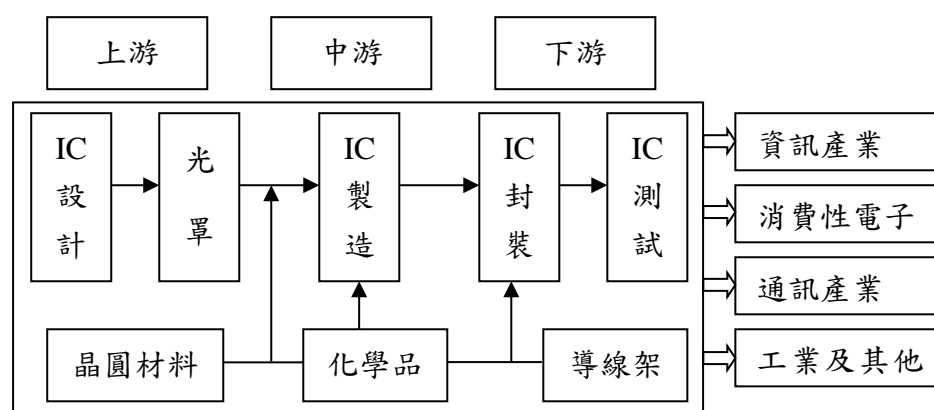 上游
中游
下游
IC設計
光罩
IC製造
IC封裝
IC測試
晶圓材料
化學品
導線架
資訊產業
消費性電子
通訊產業
工業及其他